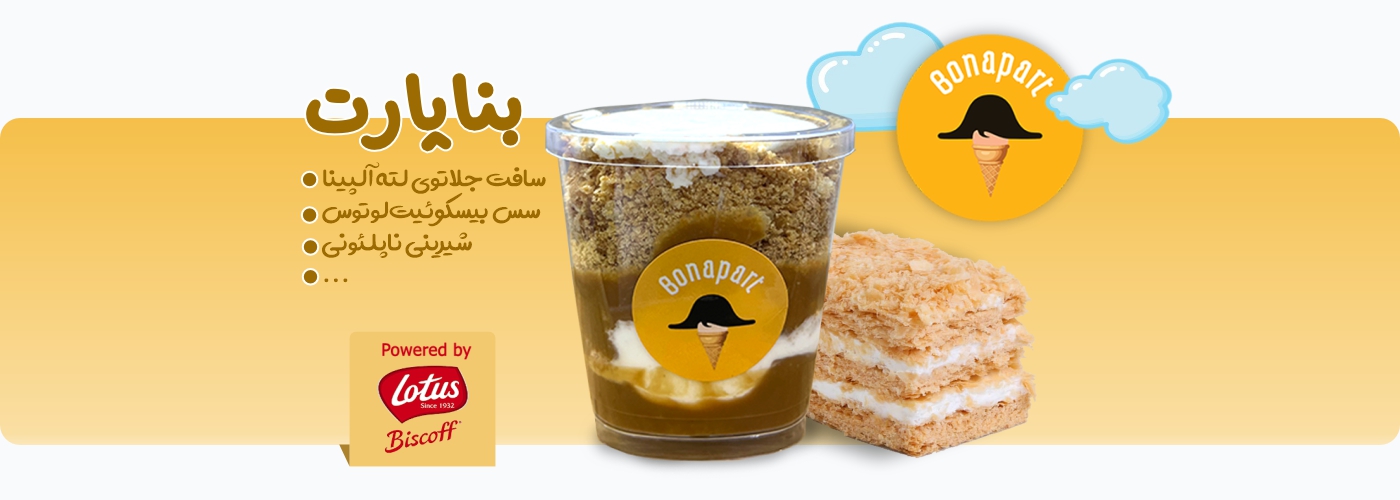 بناپارت
سافت جلاتوی لته آلپینا
سس بیسکوئیت لوتوس
شیرینی ناپلئونی
...
Powered by
Lotus
Since 1932
Biscoff
Bonapart
Bonapart